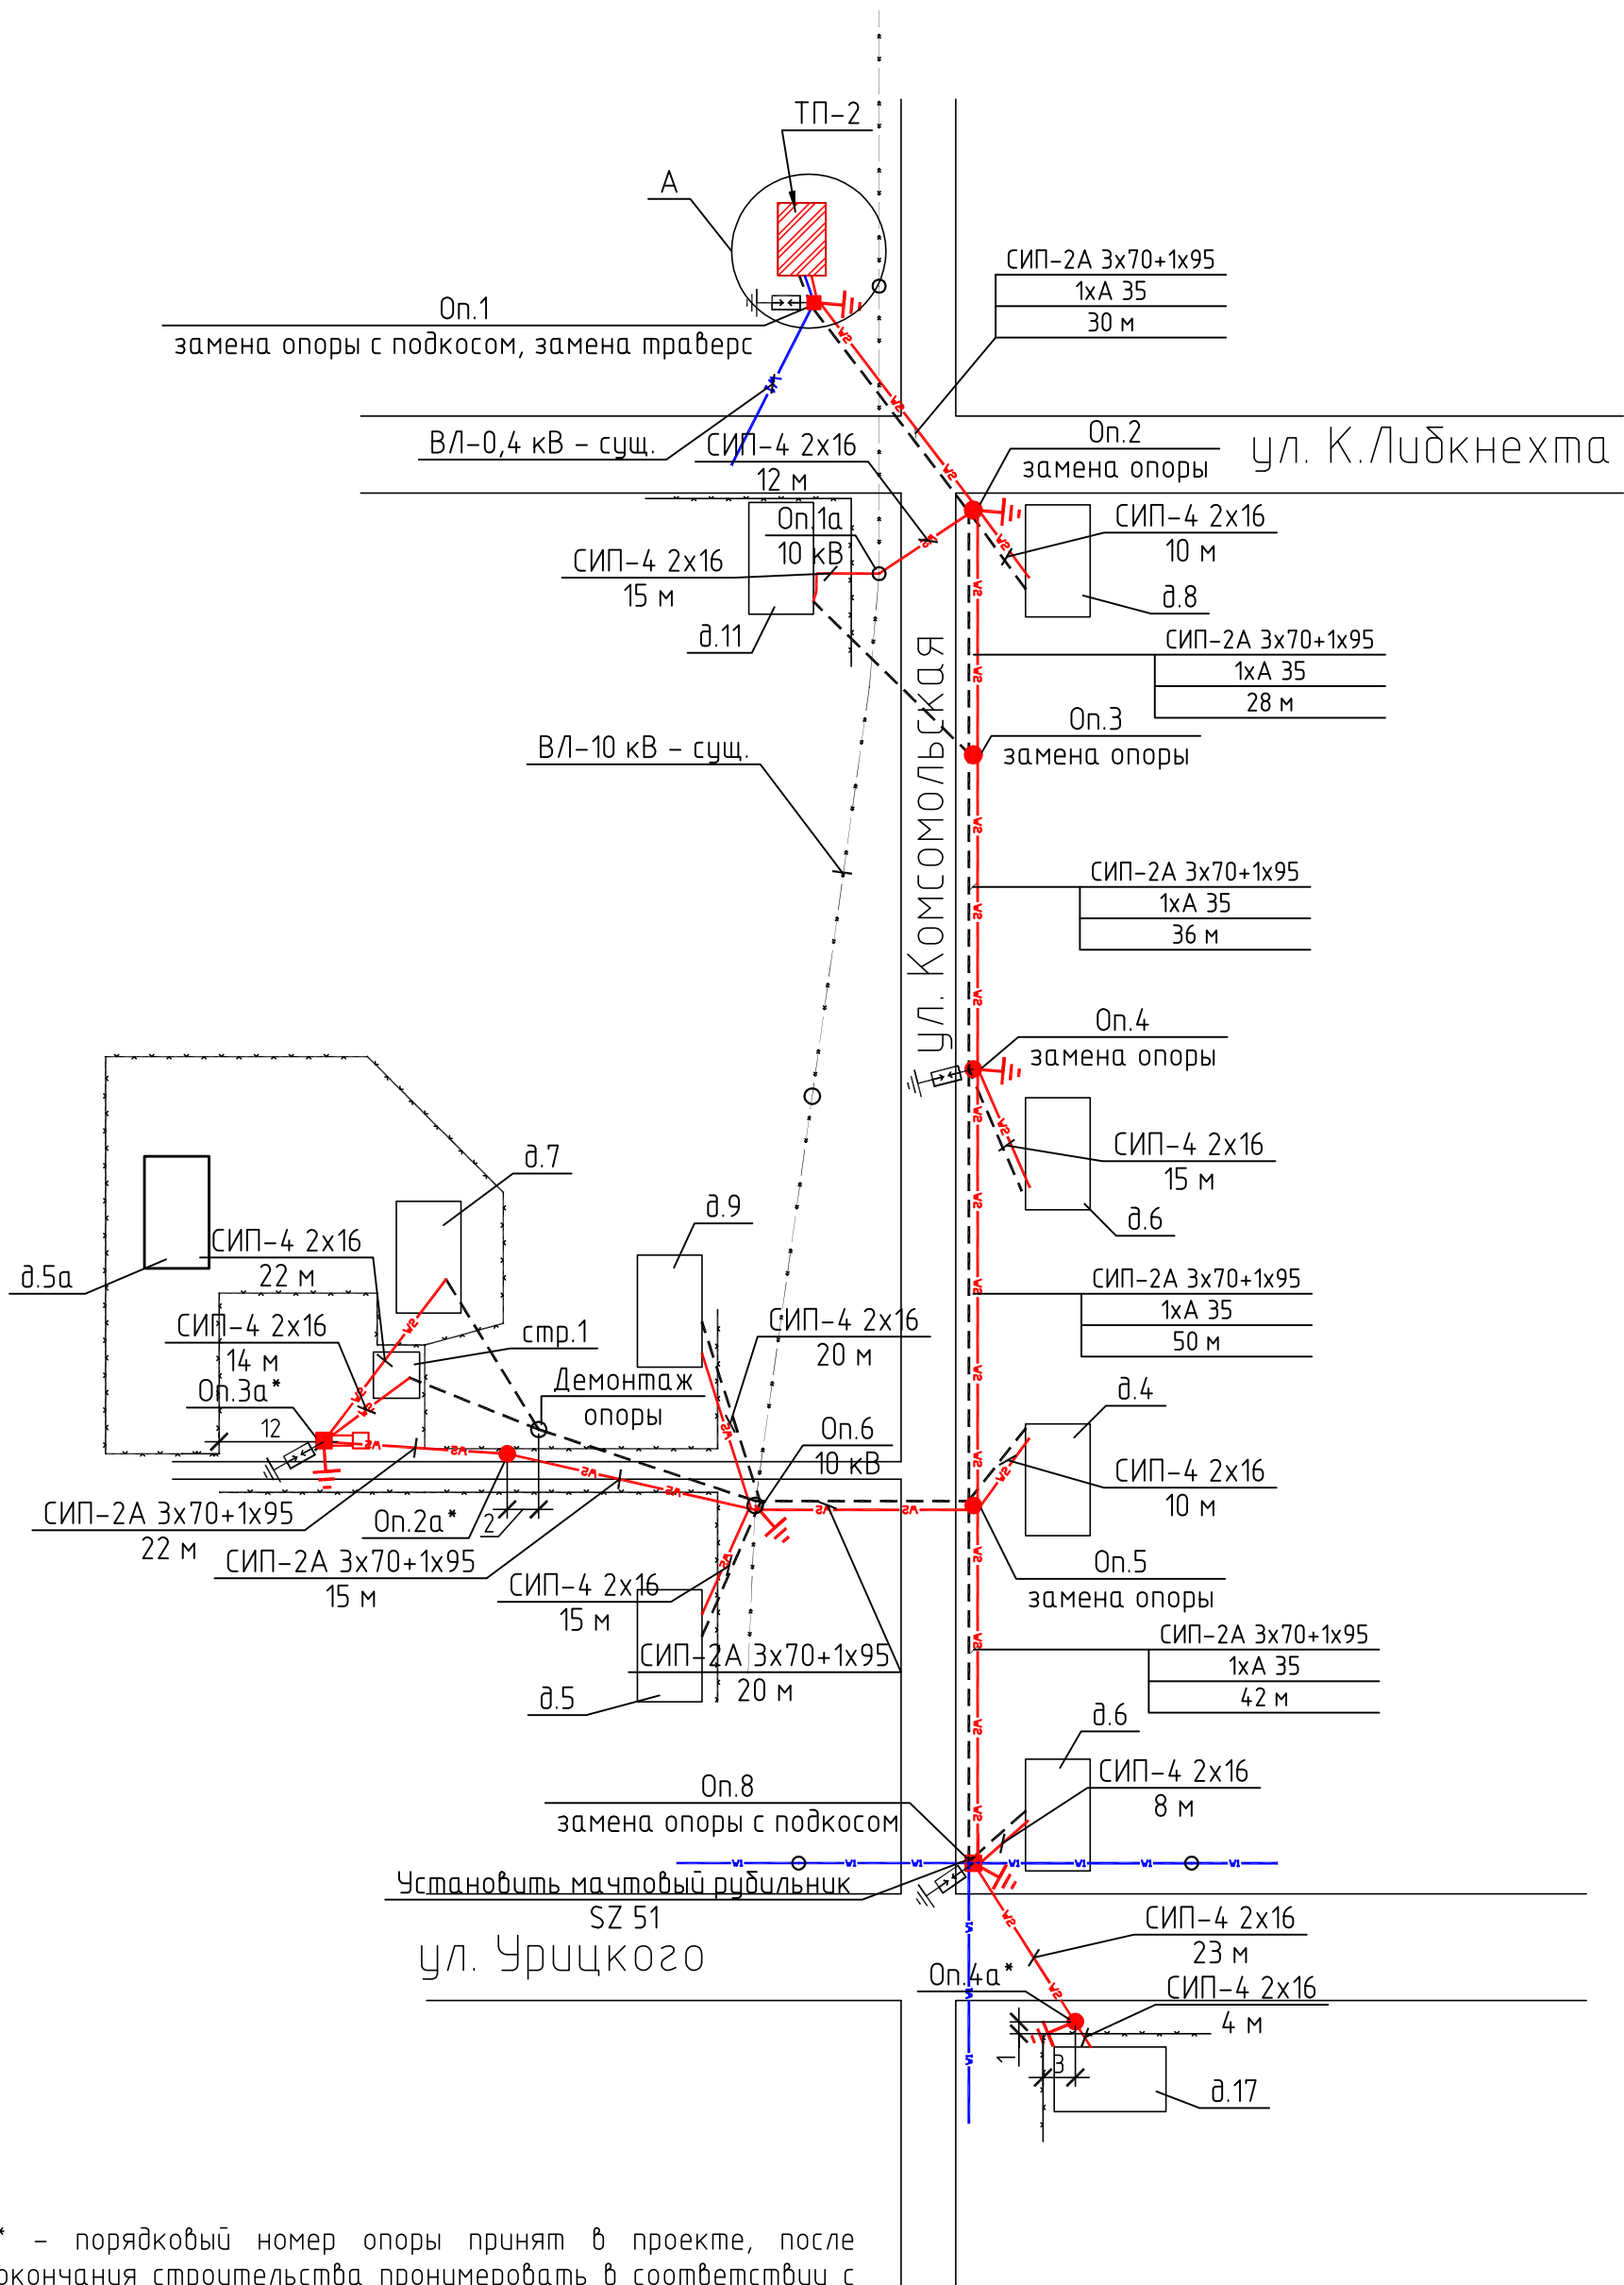 ТП-2
А
СИП-2А 3х70+1х95
1хА 35
30 м
Оп.1
замена опоры с подкосом, замена траверс
ВЛ-0,4 кВ - сущ.
СИП-4 2х16
12 м
Оп.2
замена опоры
ул. К.Либкнехта
Оп.1а
10 кВ
СИП-4 2х16
10 м
СИП-4 2х16
15 м
д.8
д.11
СИП-2А 3х70+1х95
1хА 35
28 м
ул. Комсомольская
Оп.3
замена опоры
ВЛ-10 кВ - сущ.
СИП-2А 3х70+1х95
1хА 35
36 м
Оп.4
замена опоры
СИП-4 2х16
15 м
д.6
д.7
д.9
СИП-4 2х16
22 м
д.5а
СИП-2А 3х70+1х95
1хА 35
50 м
СИП-4 2х16
14 м
стр.1
СИП-4 2х16
20 м
Оп.3а*
Демонтаж
опоры
д.4
12
Оп.6
10 кВ
СИП-4 2х16
10 м
СИП-2А 3х70+1х95
22 м
Оп.2а*
2
СИП-2А 3х70+1х95
15 м
СИП-4 2х16
15 м
Оп.5
замена опоры
СИП-2А 3х70+1х95
20 м
д.5
СИП-2А 3х70+1х95
1хА 35
42 м
д.6
Оп.8
замена опоры с подкосом
СИП-4 2х16
8 м
W1 W1 W1 W1 W1 W1 W1
Установить мачтовый рубильник
SZ 51
ул. Урицкого
СИП-4 2х16
23 м
Оп.4а*
СИП-4 2х16
4 м
1
3
д.17
* - порядковый номер опоры принят в проекте, после
окончания строительства пронумеровать в соответствии с